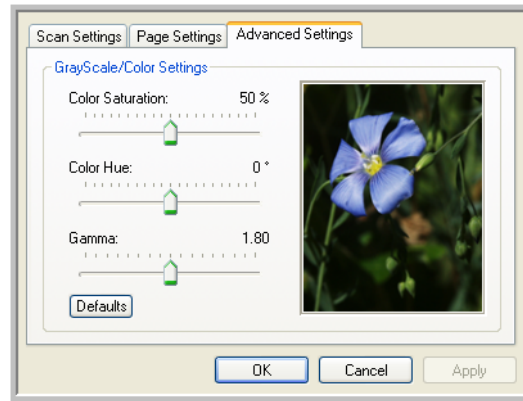 Scan Settings Page Settings Advanced Settings
GrayScale/Color Settings
Color Saturation: 50 %
Color Hue: 0 °
Gamma: 1.80
Defaults
OK Cancel Apply